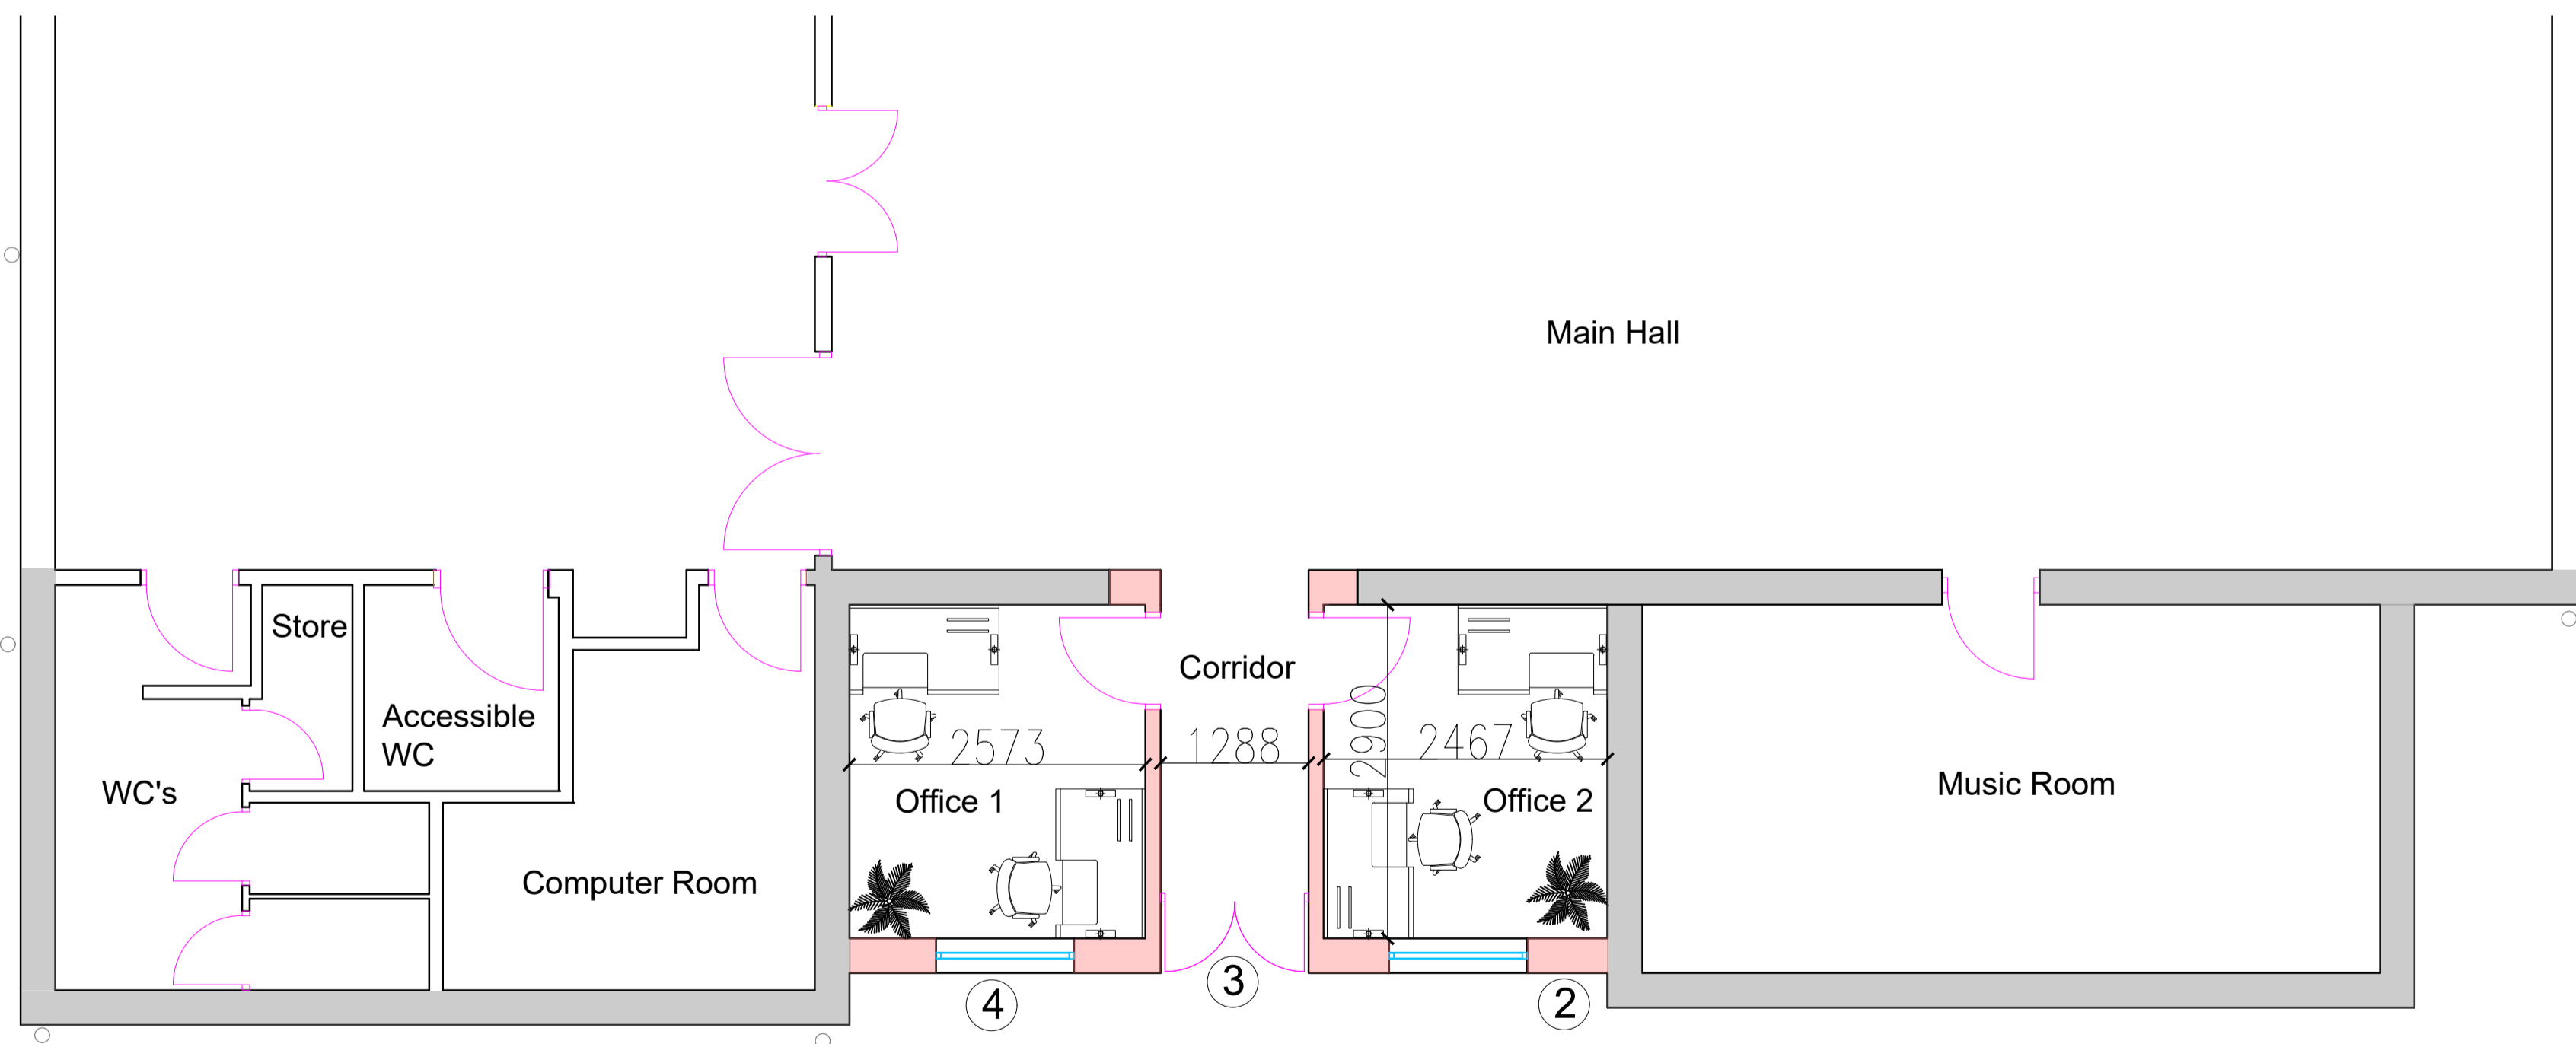 Main Hall
Store
Corridor
Accessible
WC
2573
1288
2900
2467
WC's
Office 1
Office 2
Music Room
Computer Room
4
3
2